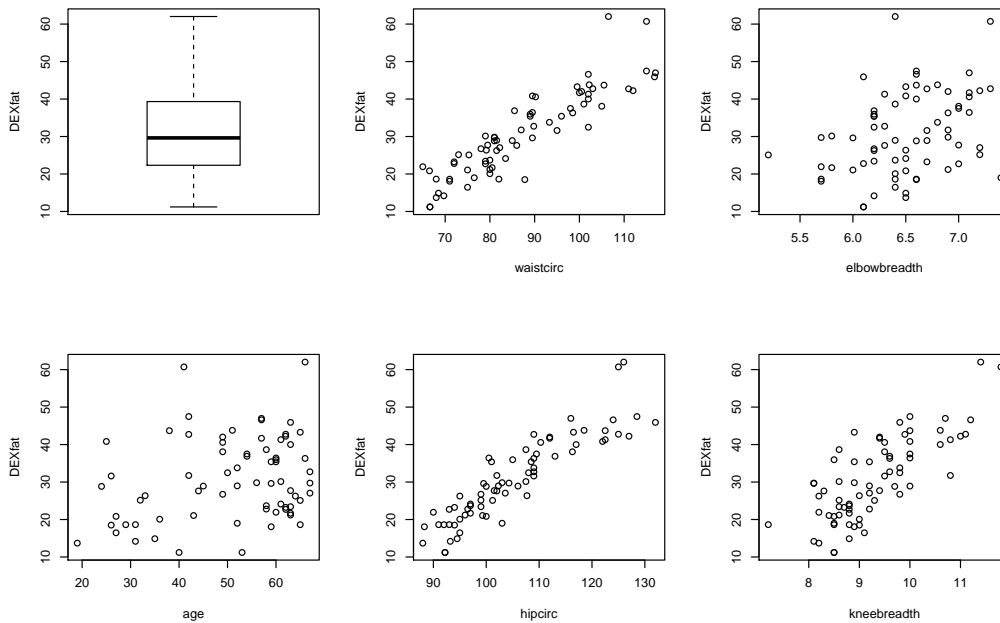 DEXfat
10 20 30 40 50 60
DEXfat
10 20 30 40 50 60
70 80 90 100 110
waistcirc
DEXfat
10 20 30 40 50 60
5.5 6.0 6.5 7.0
elbowbreadth
DEXfat
10 20 30 40 50 60
20 30 40 50 60
age
DEXfat
10 20 30 40 50 60
90 100 110 120 130
hipcirc
DEXfat
10 20 30 40 50 60
8 9 10 11
kneebreadth